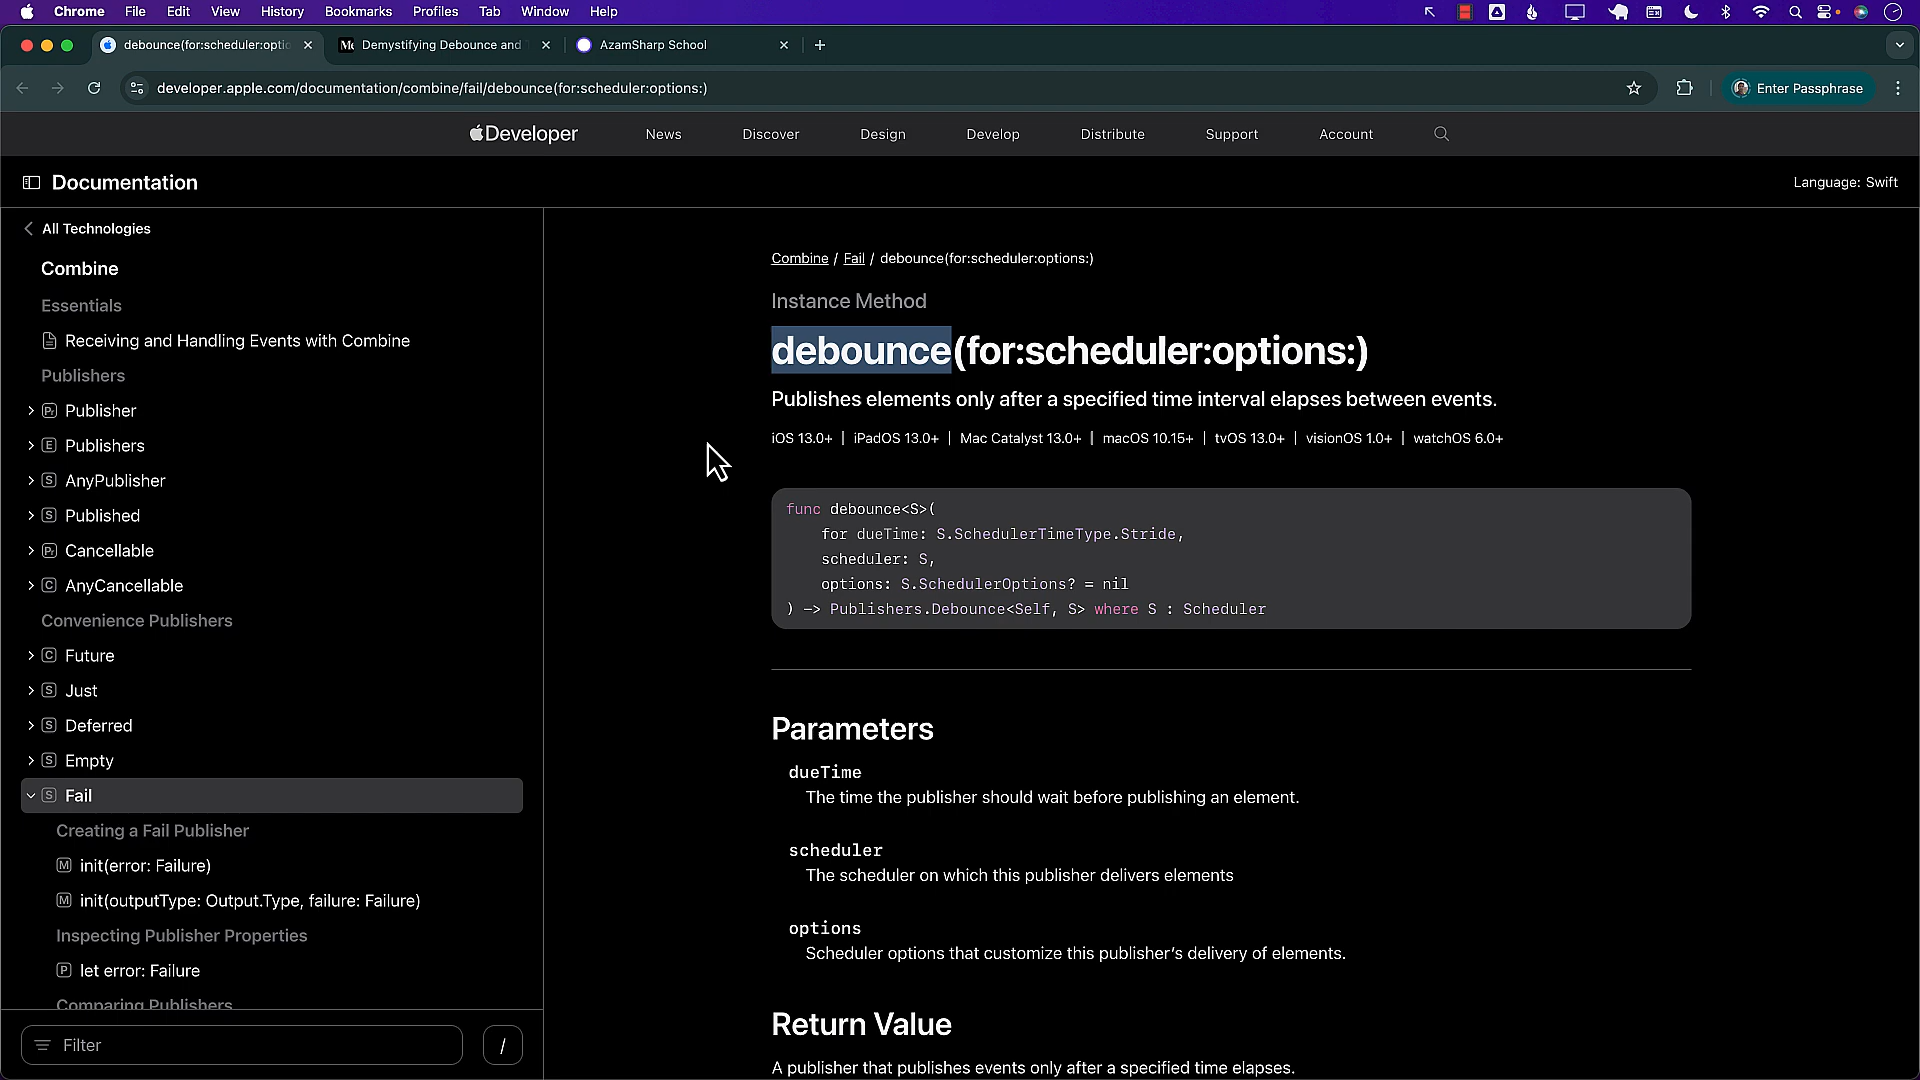 Chrome File Edit View History Bookmarks Profiles Tab Window Help
debounce(for:scheduler:optio
Demystifying Debounce and
AzamSharp School
developer.apple.com/documentation/combine/fail/debounce(for:scheduler:options:)
Enter Passphrase
Developer News Discover Design Develop Distribute Support Account
Documentation
Language: Swift
All Technologies
Combine
Essentials
Receiving and Handling Events with Combine
Publishers
Pr Publisher
E Publishers
S AnyPublisher
S Published
Pr Cancellable
C AnyCancellable
Convenience Publishers
C Future
S Just
S Deferred
S Empty
S Fail
Creating a Fail Publisher
M init(error: Failure)
M init(outputType: Output.Type, failure: Failure)
Inspecting Publisher Properties
P let error: Failure
Comparing Publishers
Filter
/
Combine / Fail / debounce(for:scheduler:options:)
Instance Method
debounce(for:scheduler:options:)
Publishes elements only after a specified time interval elapses between events.
iOS 13.0+ | iPadOS 13.0+ | Mac Catalyst 13.0+ | macOS 10.15+ | tvOS 13.0+ | visionOS 1.0+ | watchOS 6.0+
func debounce<S>(
for dueTime: S.SchedulerTimeType.Stride,
scheduler: S,
options: S.SchedulerOptions? = nil
) -> Publishers.Debounce<Self, S> where S : Scheduler
Parameters
dueTime
The time the publisher should wait before publishing an element.
scheduler
The scheduler on which this publisher delivers elements
options
Scheduler options that customize this publisher’s delivery of elements.
Return Value
A publisher that publishes events only after a specified time elapses.